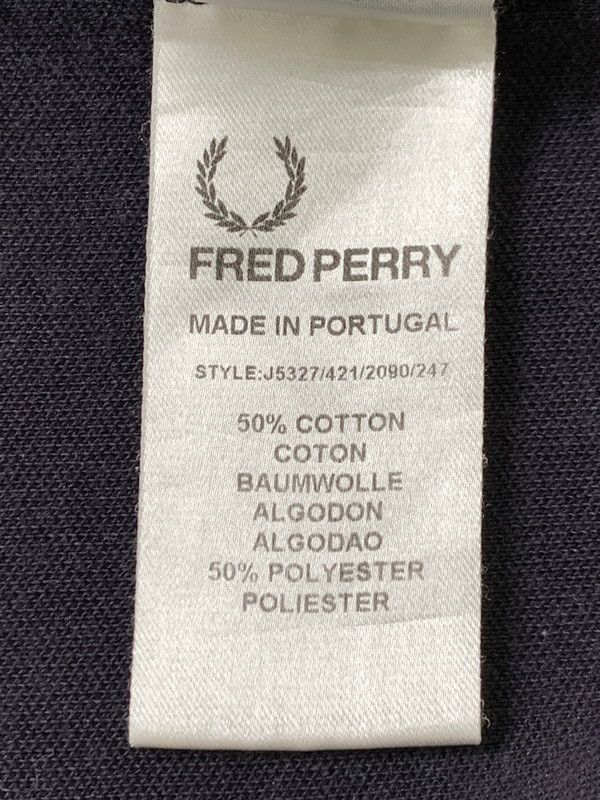 FRED PERRY
MADE IN PORTUGAL
STYLE:J5327/421/2090/247
50% COTTON
COTON
BAUMWOLLE
ALGODON
ALGODAO
50% POLYESTER
POLIESTER